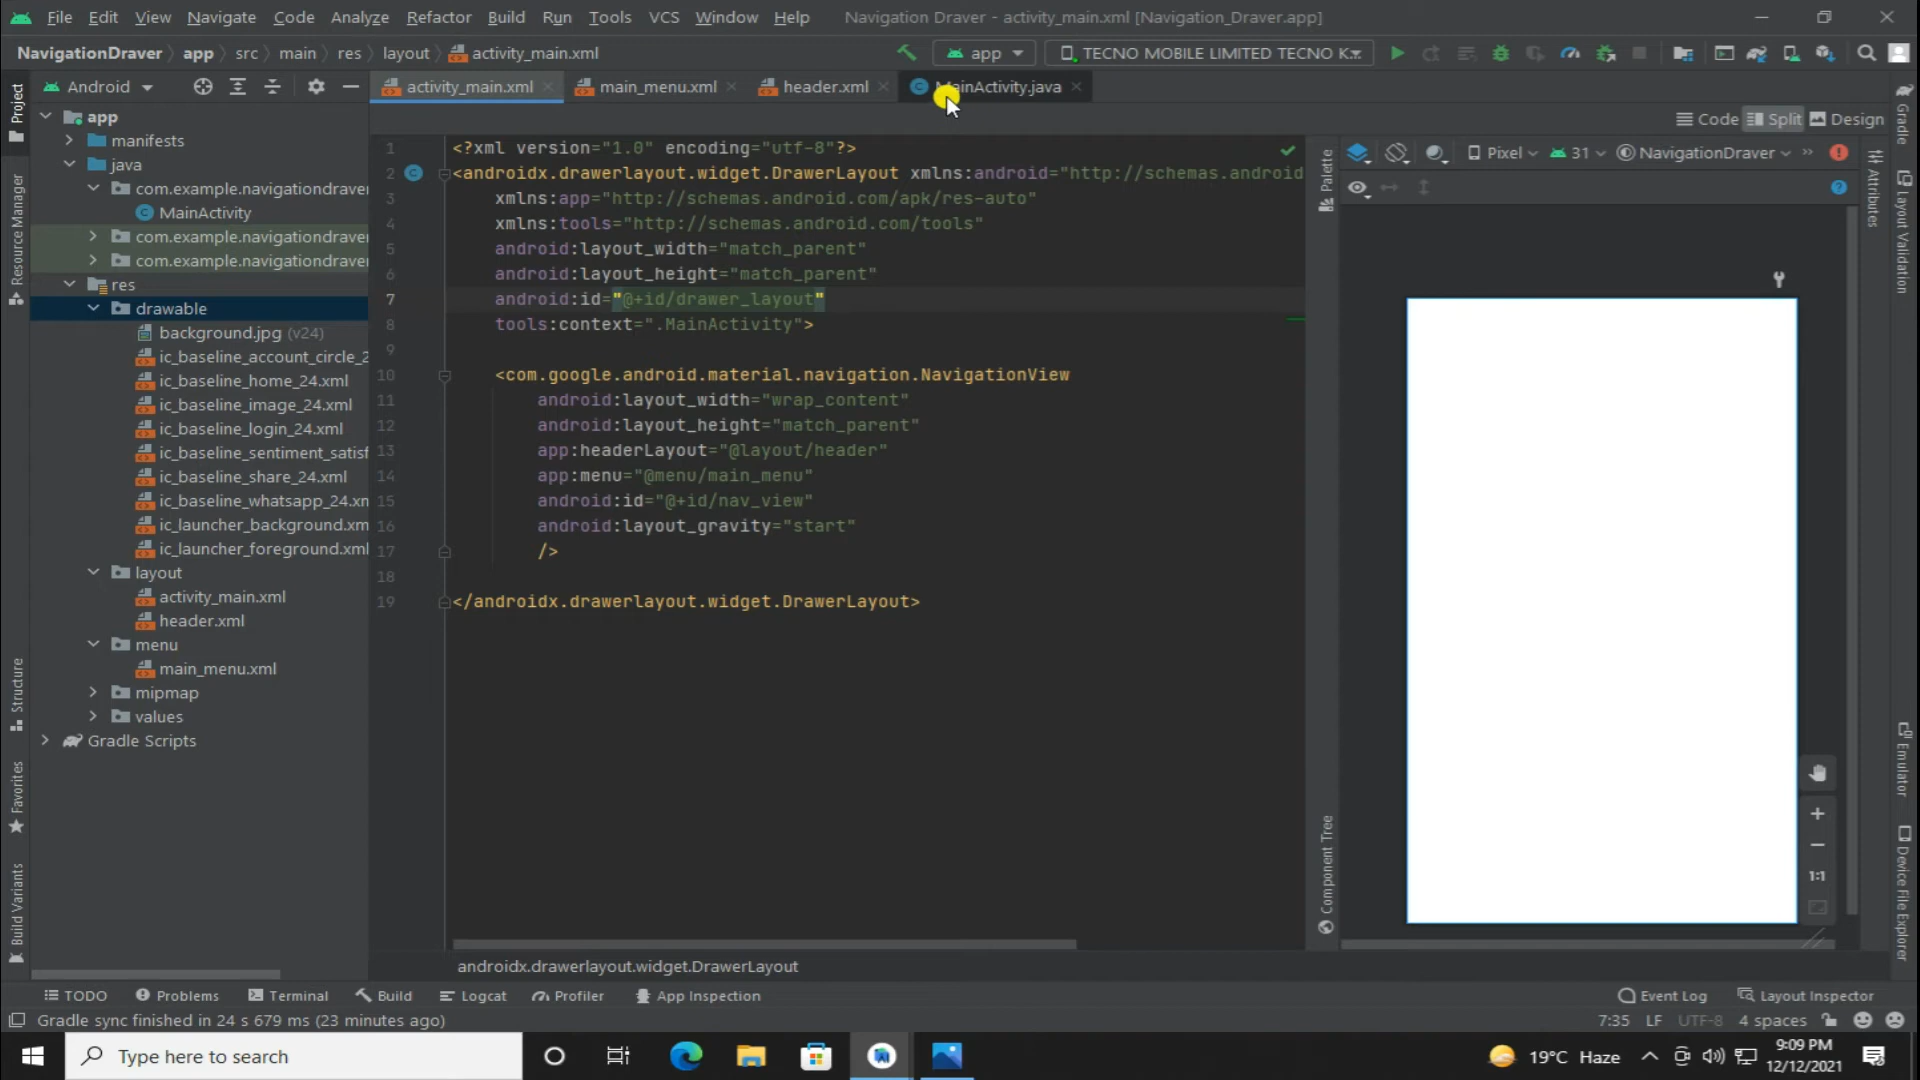 File Edit View Navigate Code Analyze Refactor Build Run Tools VCS Window Help Navigation Draver - activity_main.xml [Navigation_Draver.app]
NavigationDraver app src main res layout activity_main.xml app TECNO MOBILE LIMITED TECNO K
Android activity_main.xml main_menu.xml header.xml MainActivity.java
Code Split Design
Project
Resource Manager
Structure
Favorites
Build Variants
app
manifests
java
com.example.navigationdraver
MainActivity
com.example.navigationdraver
com.example.navigationdraver
res
drawable
background.jpg (v24)
ic_baseline_account_circle_2
ic_baseline_home_24.xml
ic_baseline_image_24.xml
ic_baseline_login_24.xml
ic_baseline_sentiment_satisf
ic_baseline_share_24.xml
ic_baseline_whatsapp_24.xm
ic_launcher_background.xm
ic_launcher_foreground.xml
layout
activity_main.xml
header.xml
menu
main_menu.xml
mipmap
values
Gradle Scripts
1 <?xml version="1.0" encoding="utf-8"?>
2 <androidx.drawerlayout.widget.DrawerLayout xmlns:android="http://schemas.android
3 xmlns:app="http://schemas.android.com/apk/res-auto"
4 xmlns:tools="http://schemas.android.com/tools"
5 android:layout_width="match_parent"
6 android:layout_height="match_parent"
7 android:id="@+id/drawer_layout"
8 tools:context=".MainActivity">
9
10 <com.google.android.material.navigation.NavigationView
11 android:layout_width="wrap_content"
12 android:layout_height="match_parent"
13 app:headerLayout="@layout/header"
14 app:menu="@menu/main_menu"
15 android:id="@+id/nav_view"
16 android:layout_gravity="start"
17 />
18
19 </androidx.drawerlayout.widget.DrawerLayout>
androidx.drawerlayout.widget.DrawerLayout
Palette
Component Tree
Pixel 31 NavigationDraver »
1:1
Attributes
Gradle
Layout Validation
Emulator
Device File Explorer
TODO Problems Terminal Build Logcat Profiler App Inspection Event Log Layout Inspector
Gradle sync finished in 24 s 679 ms (23 minutes ago) 7:35 LF UTF-8 4 spaces
Type here to search 19°C Haze 9:09 PM
12/12/2021